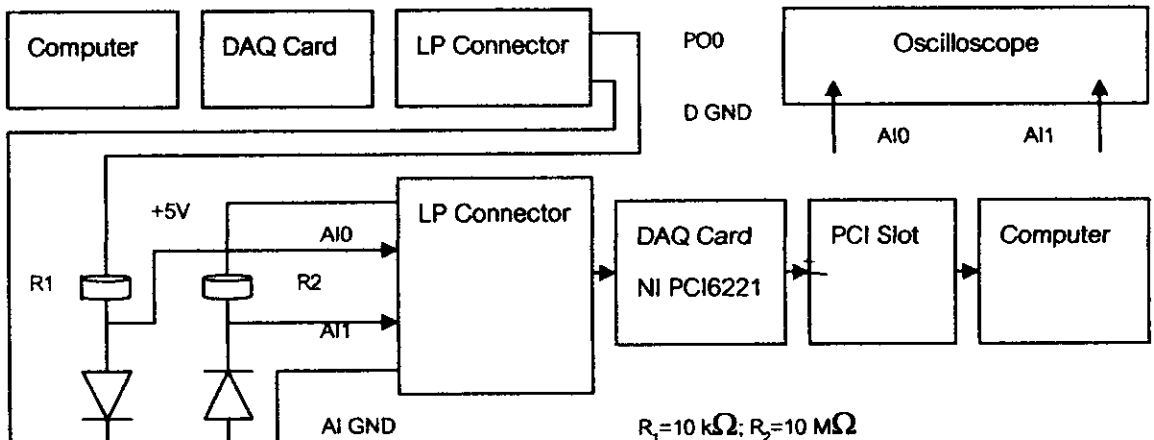 Computer
DAQ Card
LP Connector
PO0
D GND
Oscilloscope
AI0
AI1
+5V
AI0
R1
R2
AI1
AI GND
LP Connector
DAQ Card
NI PCI6221
PCI Slot
Computer
R₁=10 kΩ; R₂=10 MΩ